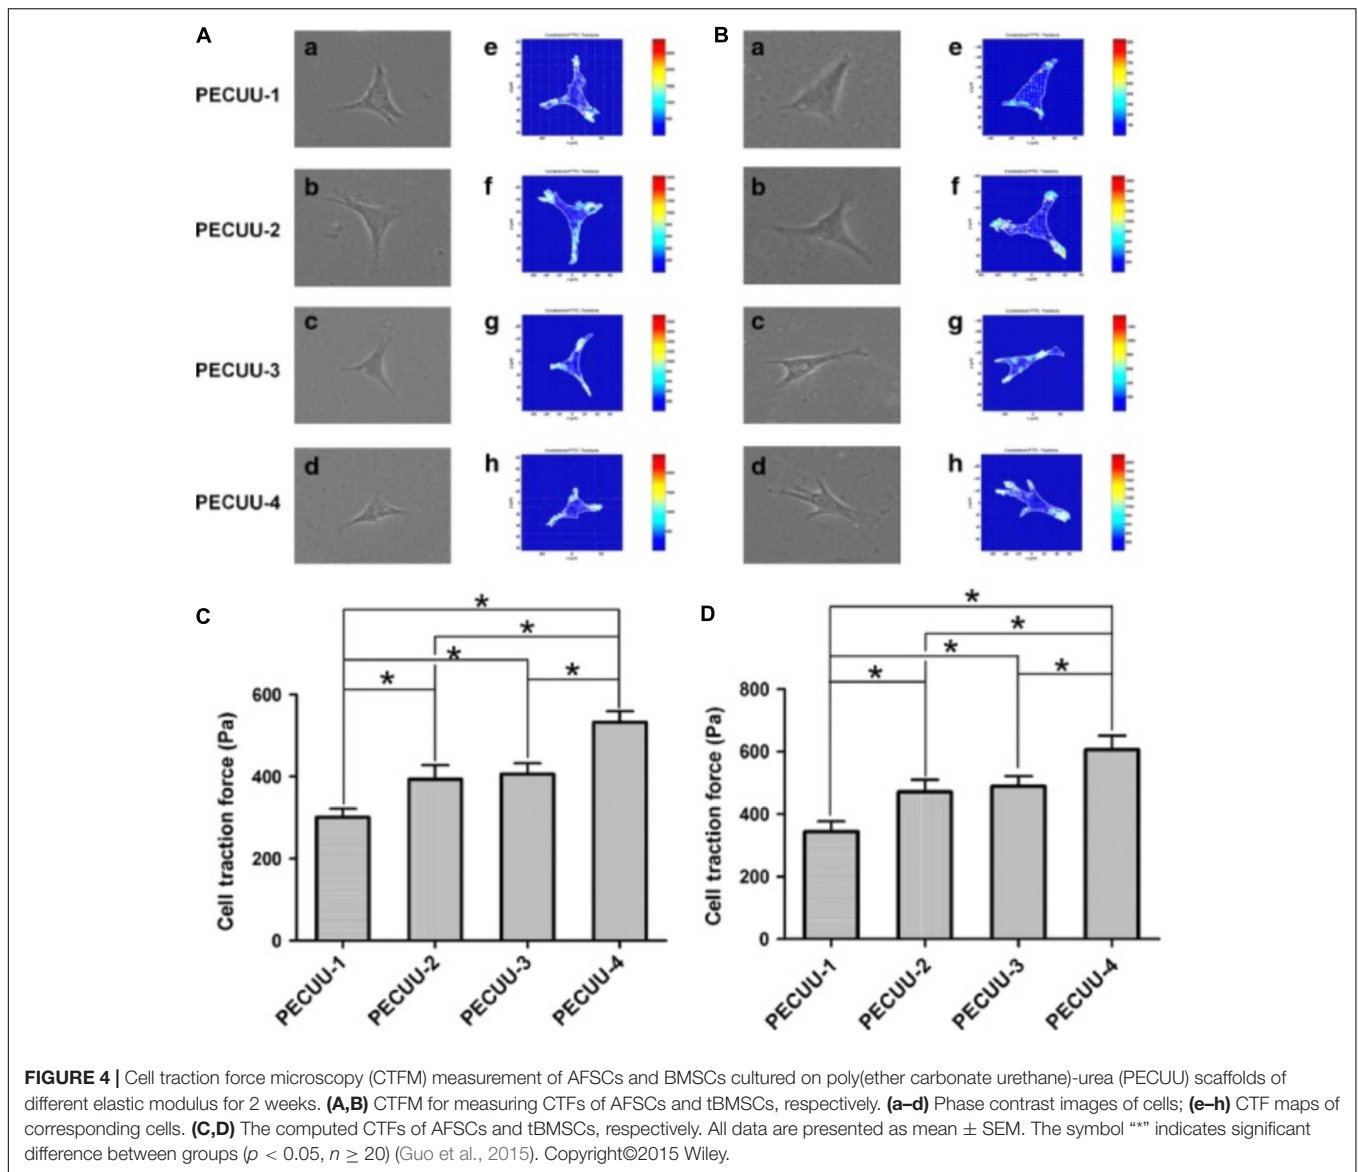 A
B
a
e
a
e
PECUU-1
b
f
b
f
PECUU-2
c
g
c
g
PECUU-3
d
h
d
h
PECUU-4
C
D
*
*
*
*
*
*
*
*
*
*
600
400
200
0
Cell traction force (Pa)
PECUU-1
PECUU-2
PECUU-3
PECUU-4
800
600
400
200
0
Cell traction force (Pa)
PECUU-1
PECUU-2
PECUU-3
PECUU-4
FIGURE 4 | Cell traction force microscopy (CTFM) measurement of AFSCs and BMSCs cultured on poly(ether carbonate urethane)-urea (PECUU) scaffolds of
different elastic modulus for 2 weeks. (A,B) CTFM for measuring CTFs of AFSCs and tBMSCs, respectively. (a–d) Phase contrast images of cells; (e–h) CTF maps of
corresponding cells. (C,D) The computed CTFs of AFSCs and tBMSCs, respectively. All data are presented as mean ± SEM. The symbol “*” indicates significant
difference between groups (p < 0.05, n ≥ 20) (Guo et al., 2015). Copyright©2015 Wiley.